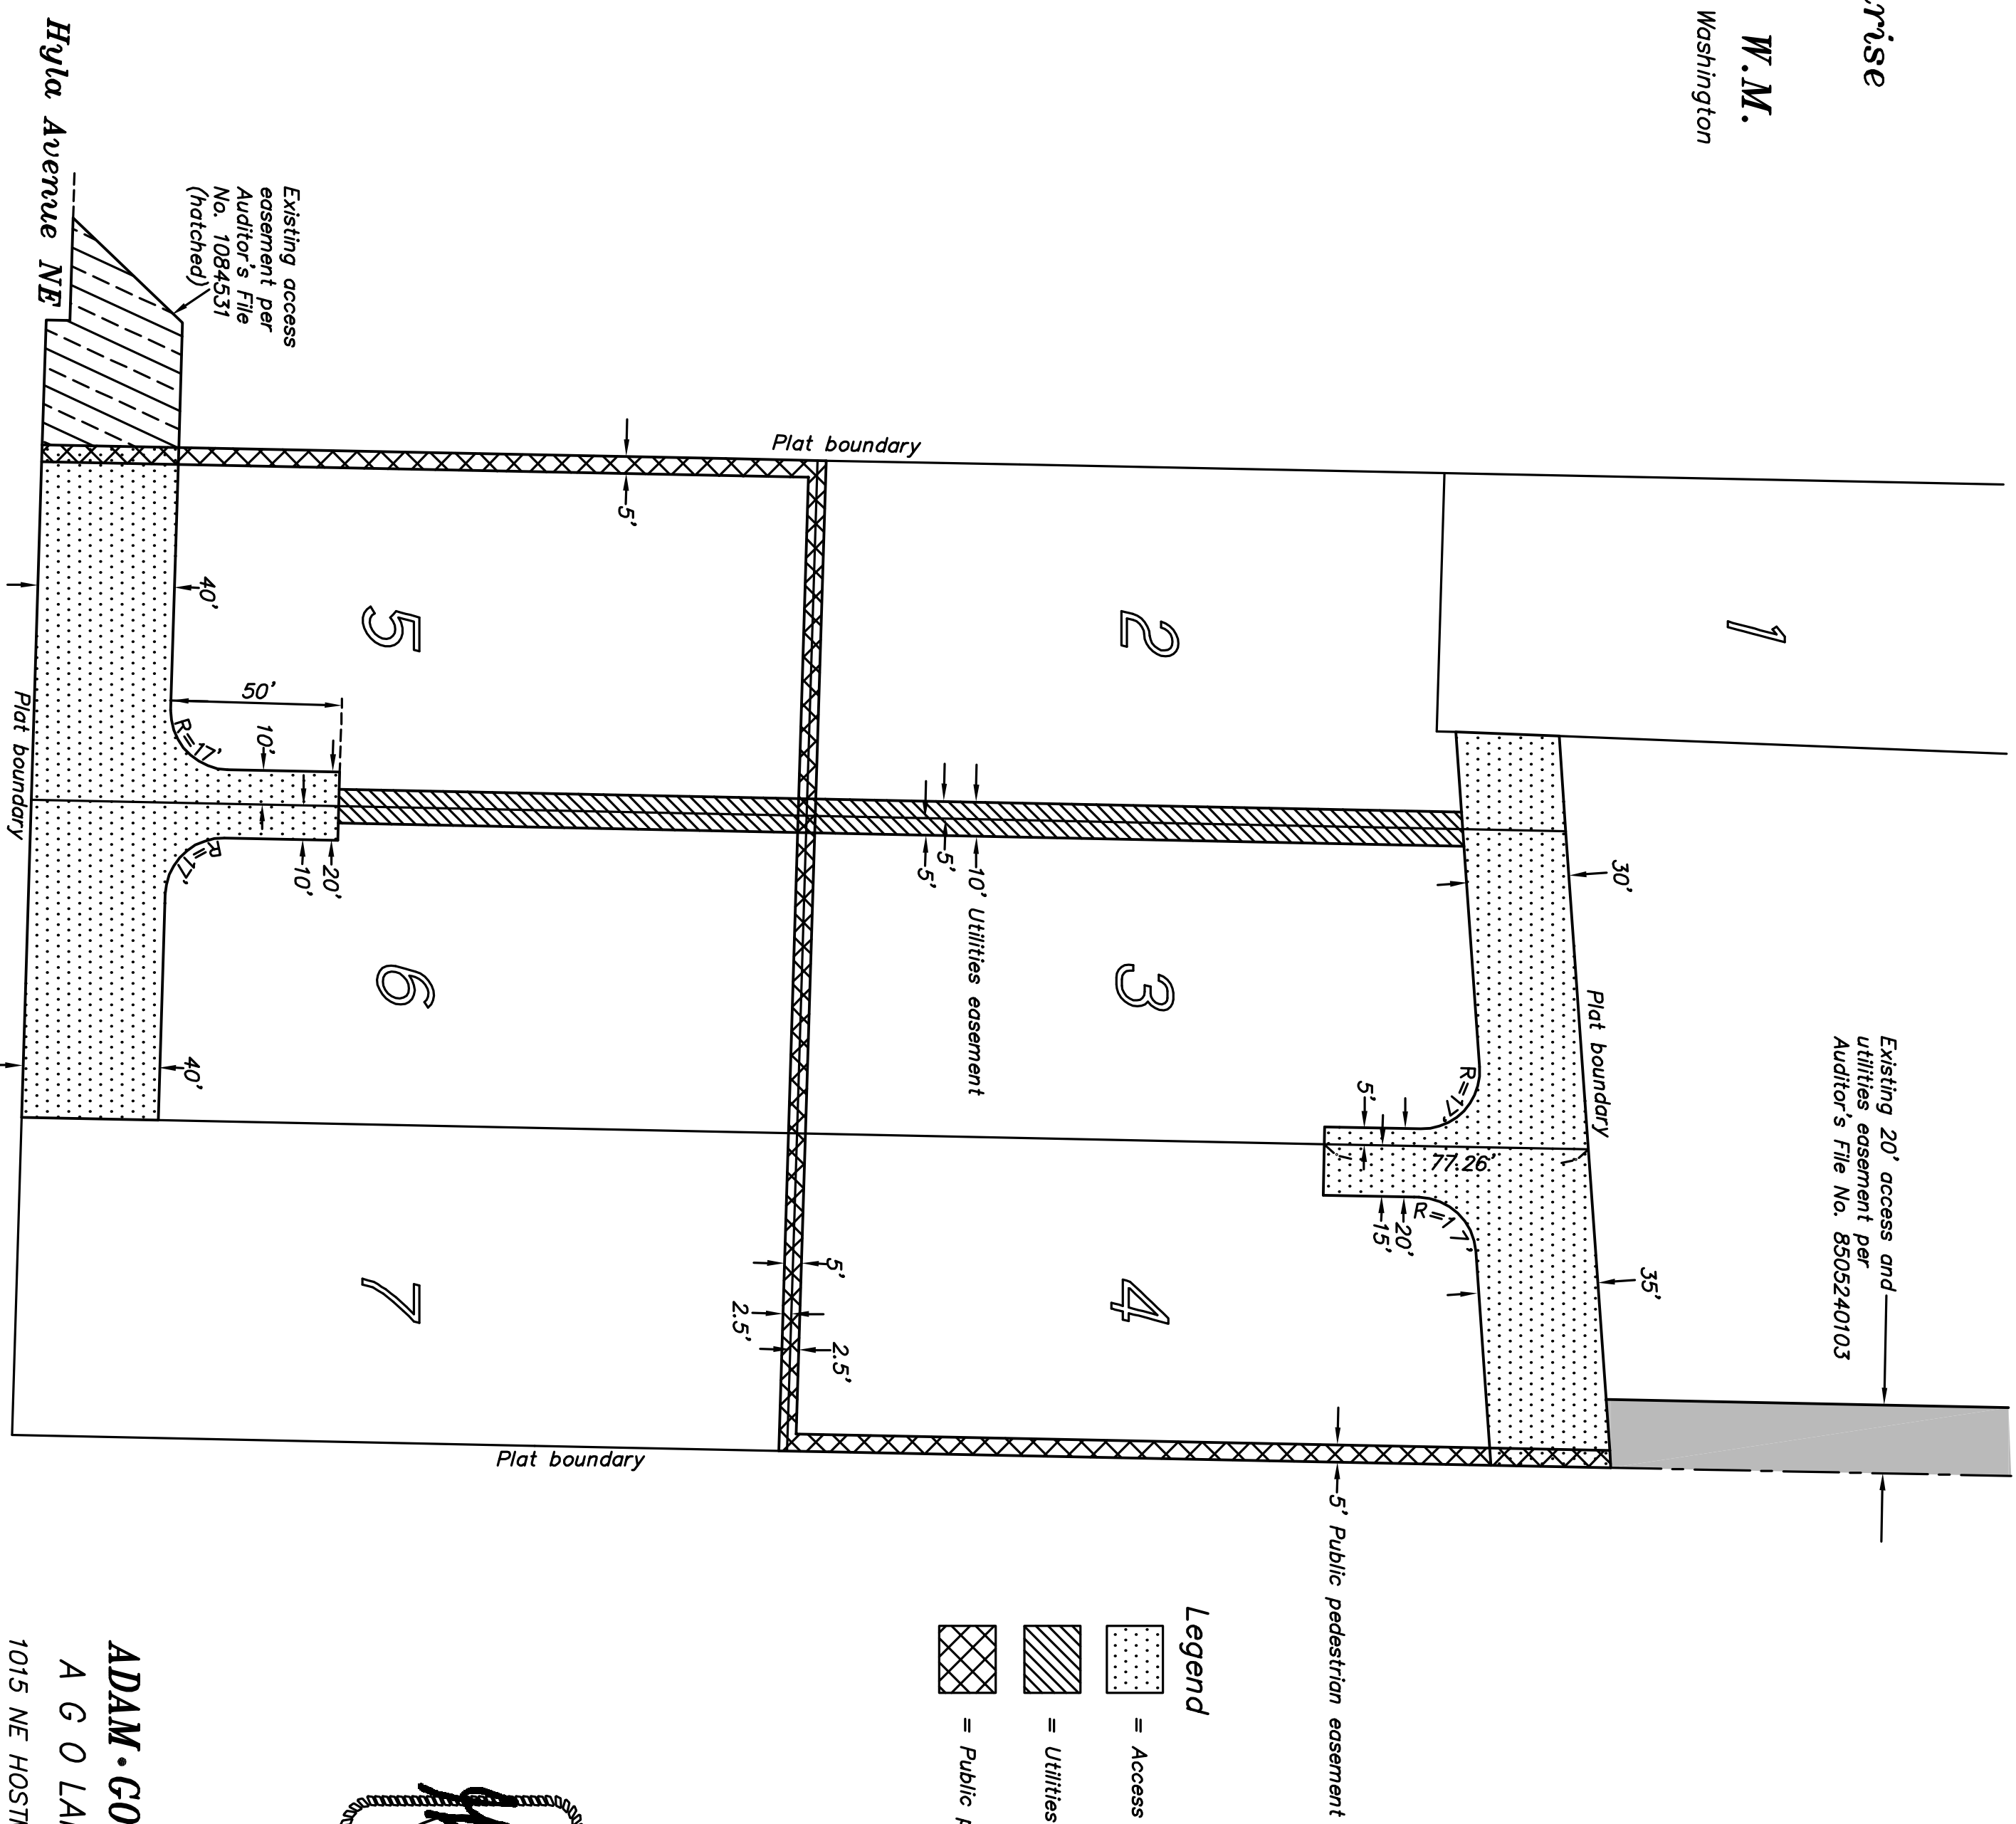 rise
W.M.
Washington
Existing 20' access and
utilities easement per
Auditor's File No. 8505240103
1
30'
35'
Plat boundary
R=17'
5'
77.26'
R=17'
20'
15'
2
3
4
Plat boundary
10' Utilities easement
5'
5'
5'
2.5'
2.5'
5' Public pedestrian easement
5'
5
6
7
Plat boundary
Existing access
easement per
Auditor's File
No. 1084531
(hatched)
40'
50'
10'
R=17'
R=17'
20'
10'
40'
Plat boundary
Hyla Avenue NE
Legend
= Access
= Utilities
= Public
ADAM • GO
A G O LA
1015 NE HOST